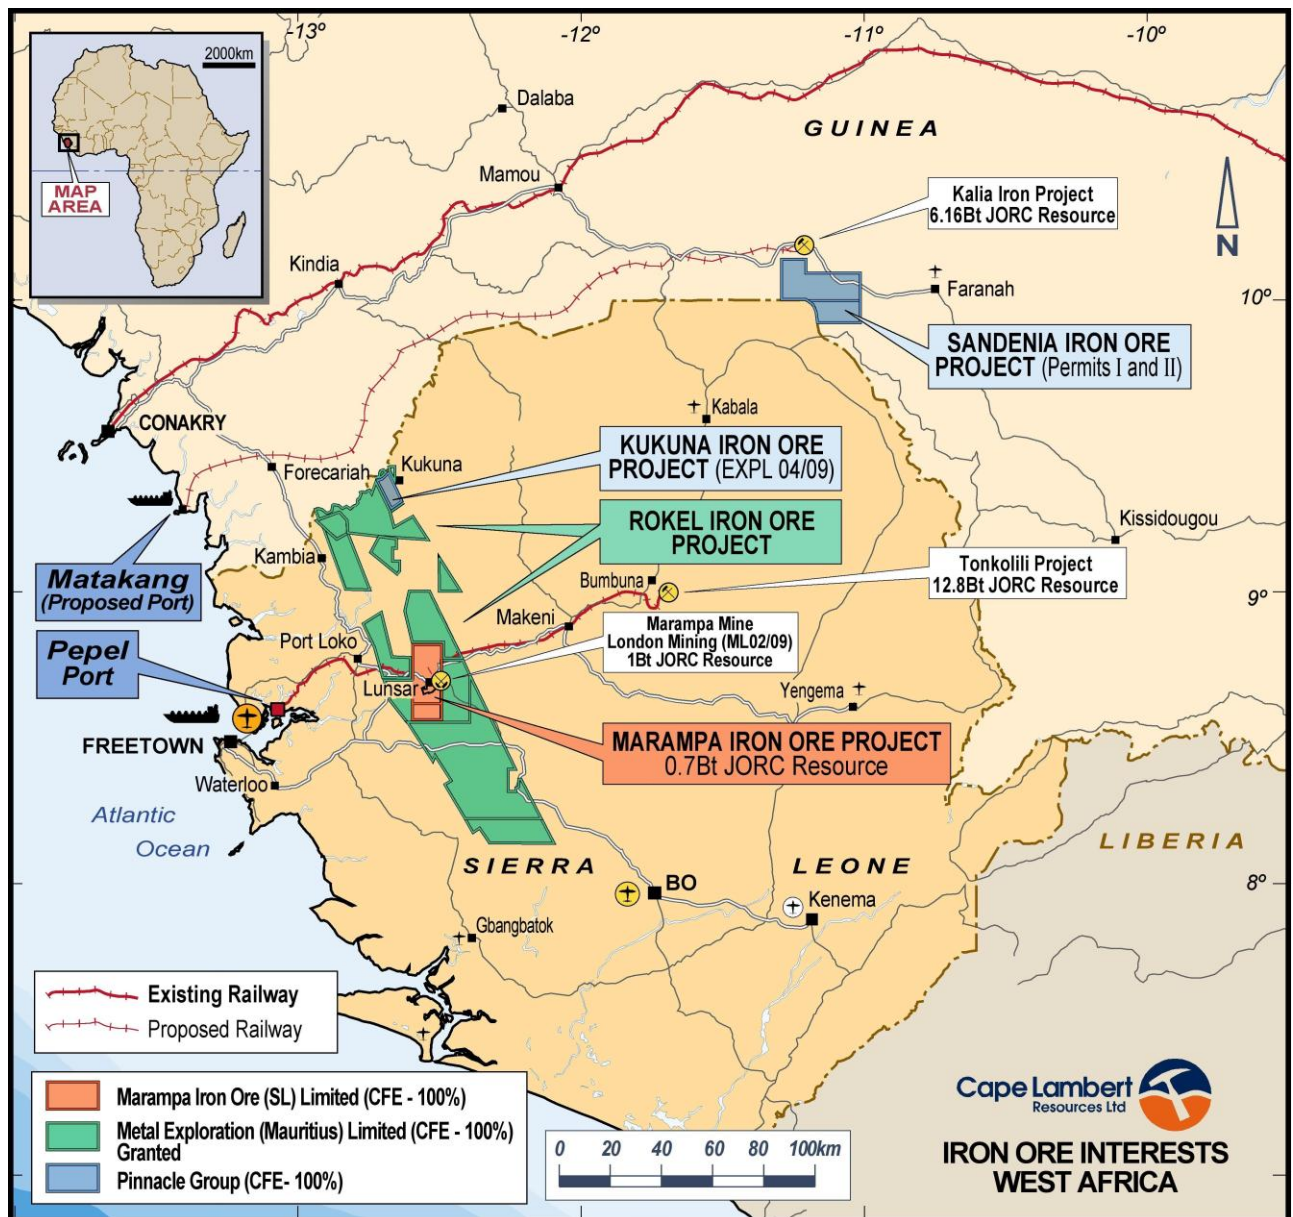 -13º
-12º
-11º
-10º
2000km
MAP
AREA
Dalaba
GUINEA
Mamou
Kalia Iron Project
6.16Bt JORC Resource
N
Kindia
Faranah
10º
SANDENIA IRON ORE
PROJECT (Permits I and II)
Kabala
CONAKRY
KUKUNA IRON ORE
PROJECT (EXPL 04/09)
Forecariah
Kukuna
ROKEL IRON ORE
PROJECT
Kissidougou
Kambia
Tonkolili Project
12.8Bt JORC Resource
Matakang
(Proposed Port)
Bumbuna
9º
Makeni
Marampa Mine
London Mining (ML02/09)
1Bt JORC Resource
Pepel
Port
Port Loko
Lunsar
Yengema
FREETOWN
MARAMPA IRON ORE PROJECT
0.7Bt JORC Resource
Waterloo
Atlantic
Ocean
LIBERIA
SIERRA LEONE
BO
8º
Kenema
Gbangbatok
Existing Railway
Proposed Railway
Marampa Iron Ore (SL) Limited (CFE - 100%)
Metal Exploration (Mauritius) Limited (CFE - 100%)
Granted
Pinnacle Group (CFE- 100%)
0 20 40 60 80 100km
Cape Lambert
Resources Ltd
IRON ORE INTERESTS
WEST AFRICA